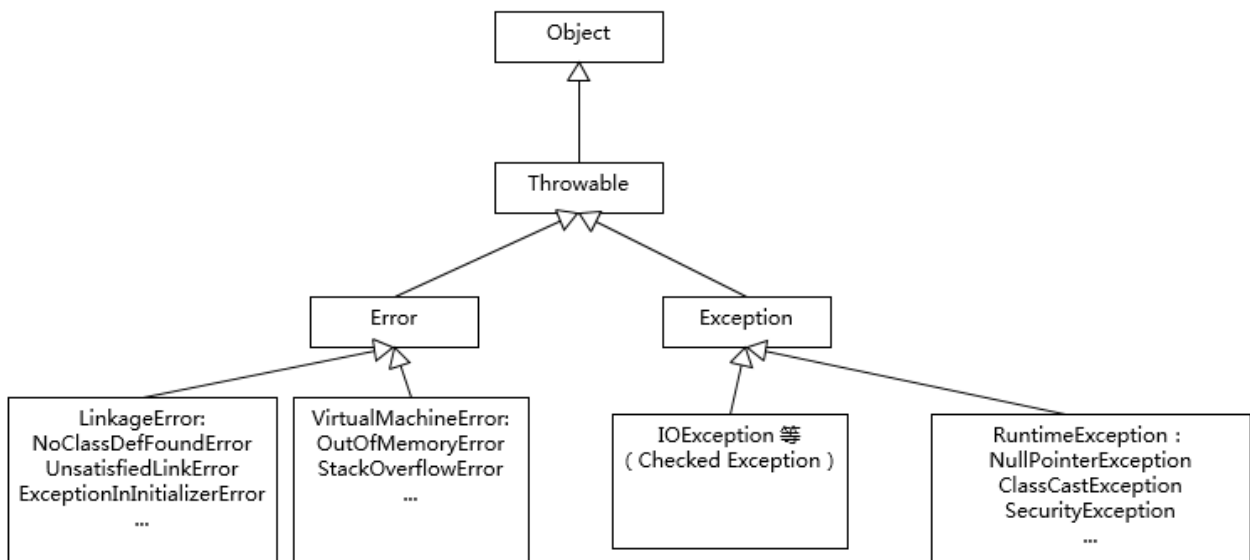 Object
Throwable
Error
Exception
LinkageError:
NoClassDefFoundError
UnsatisfiedLinkError
ExceptionInInitializerError
...
VirtualMachineError:
OutOfMemoryError
StackOverflowError
...
IOException 等
( Checked Exception )
RuntimeException：
NullPointerException
ClassCastException
SecurityException
...